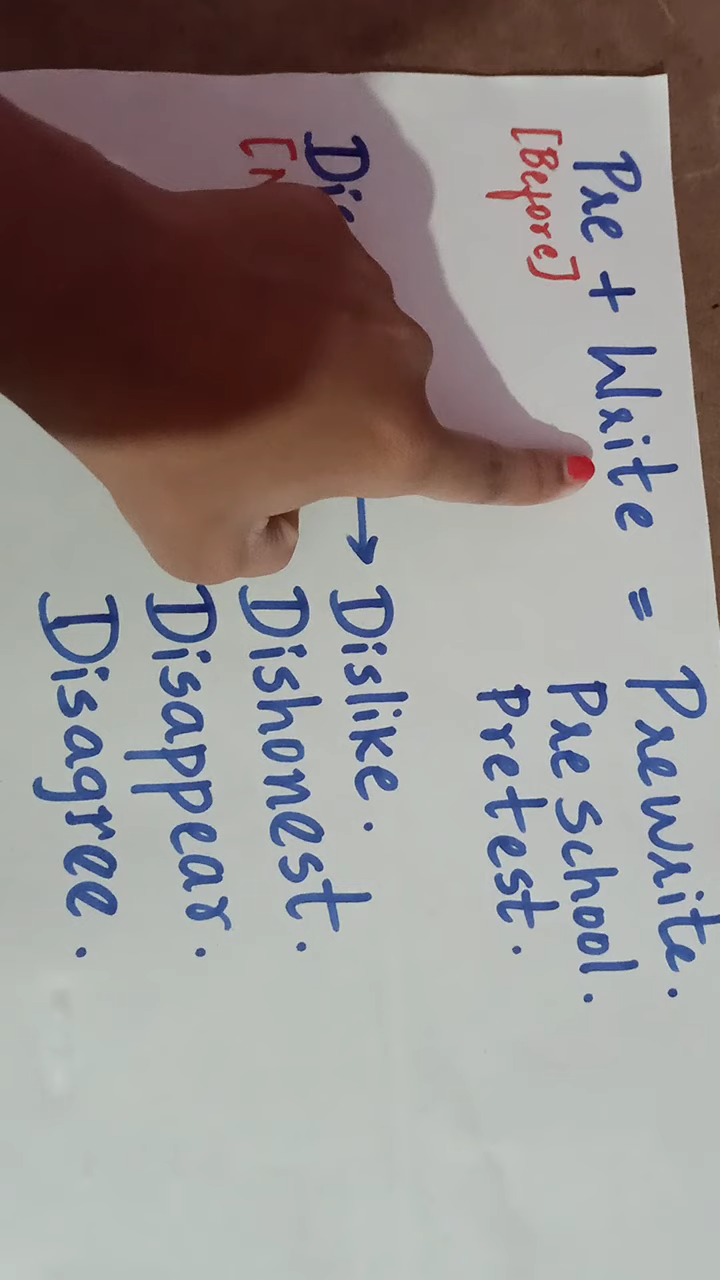 Pre + Write = Prewrite.
[Before] Preschool.
Pretest.
→ Dislike.
Dishonest.
Disappear.
Disagree.